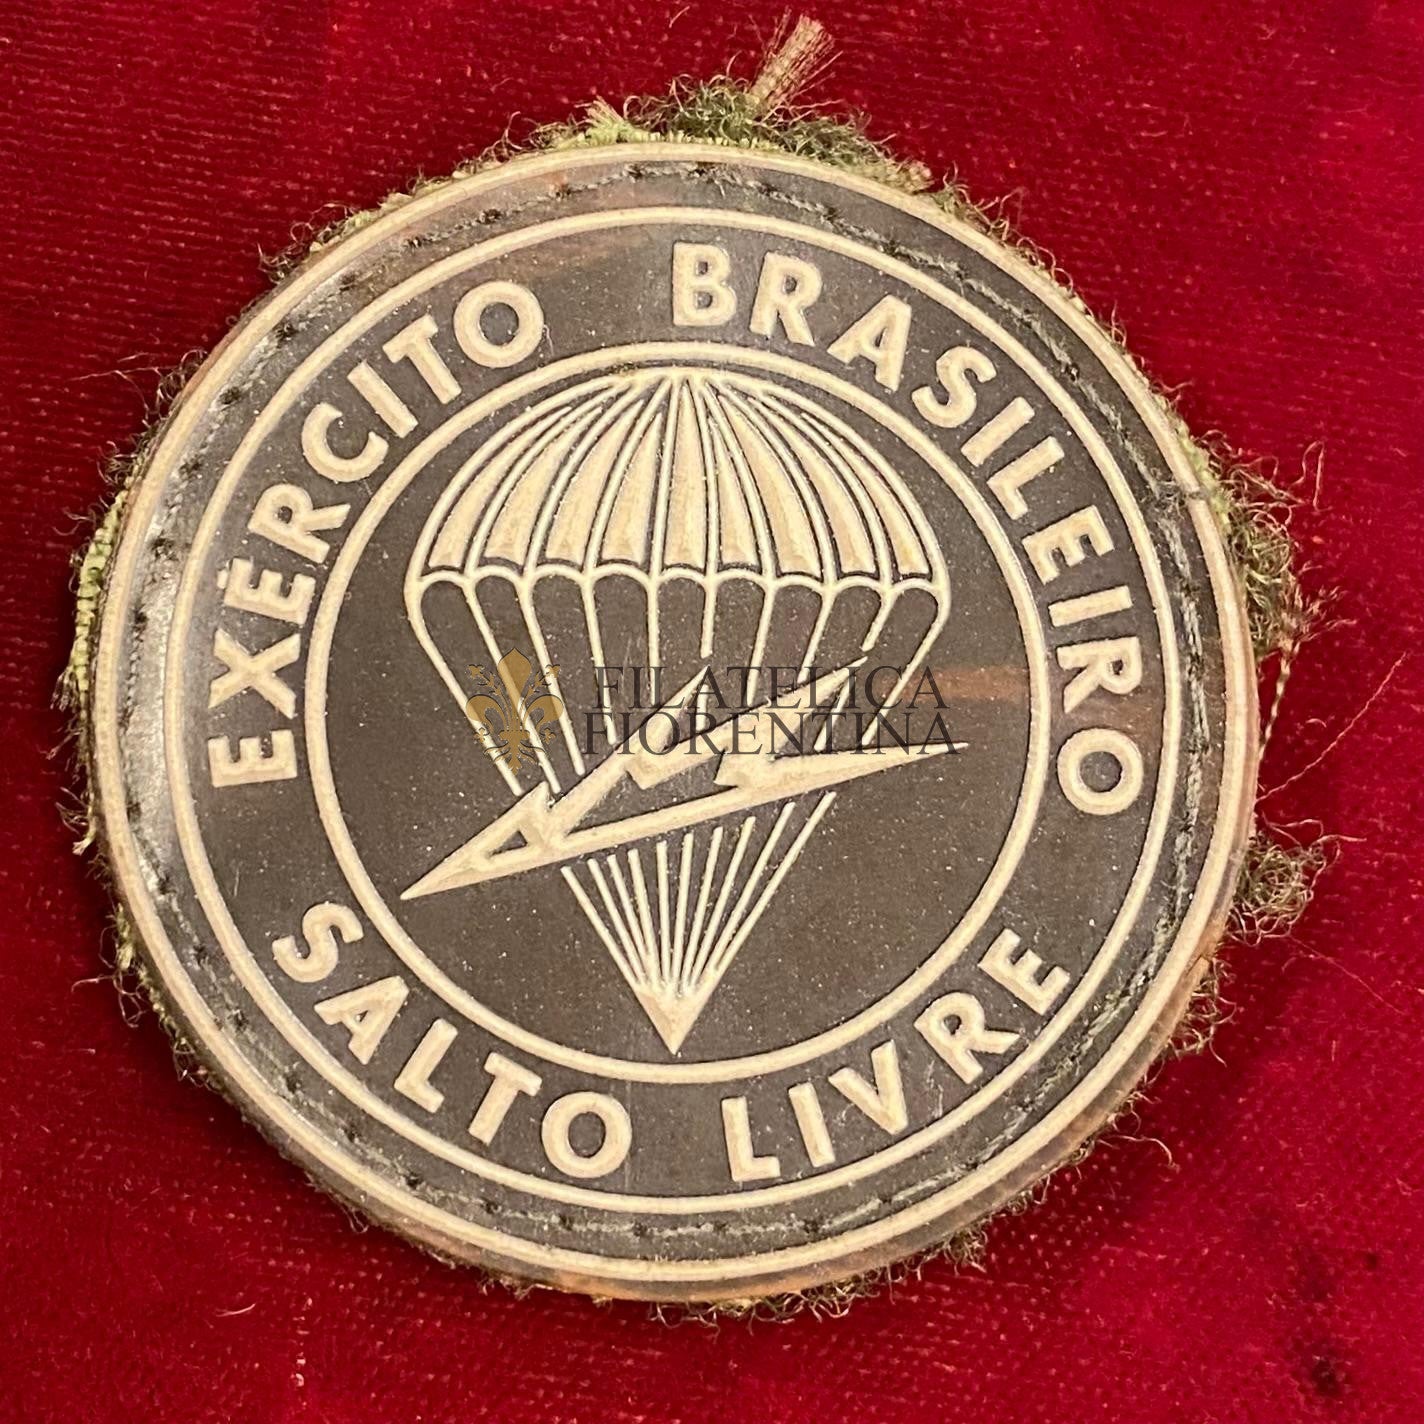 EXÉRCITO BRASILEIRO
FILATELICA
FIORENTINA
SALTO LIVRE